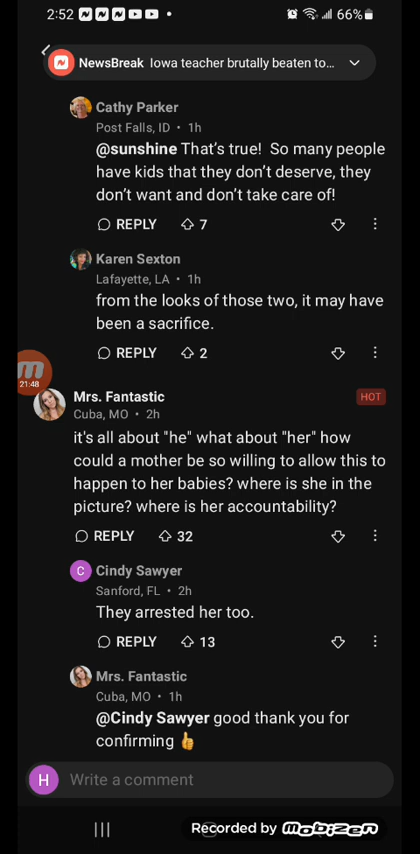 2:52
66%
NewsBreak Iowa teacher brutally beaten to...
Cathy Parker
Post Falls, ID • 1h
@sunshine That's true! So many people
have kids that they don't deserve, they
don't want and don't take care of!
REPLY 7
Karen Sexton
Lafayette, LA • 1h
from the looks of those two, it may have
been a sacrifice.
REPLY 2
m
21:48
Mrs. Fantastic HOT
Cuba, MO • 2h
it's all about "he" what about "her" how
could a mother be so willing to allow this to
happen to her babies? where is she in the
picture? where is her accountability?
REPLY 32
C Cindy Sawyer
Sanford, FL • 2h
They arrested her too.
REPLY 13
Mrs. Fantastic
Cuba, MO • 1h
@Cindy Sawyer good thank you for
confirming 👍
H Write a comment
Recorded by mobizen